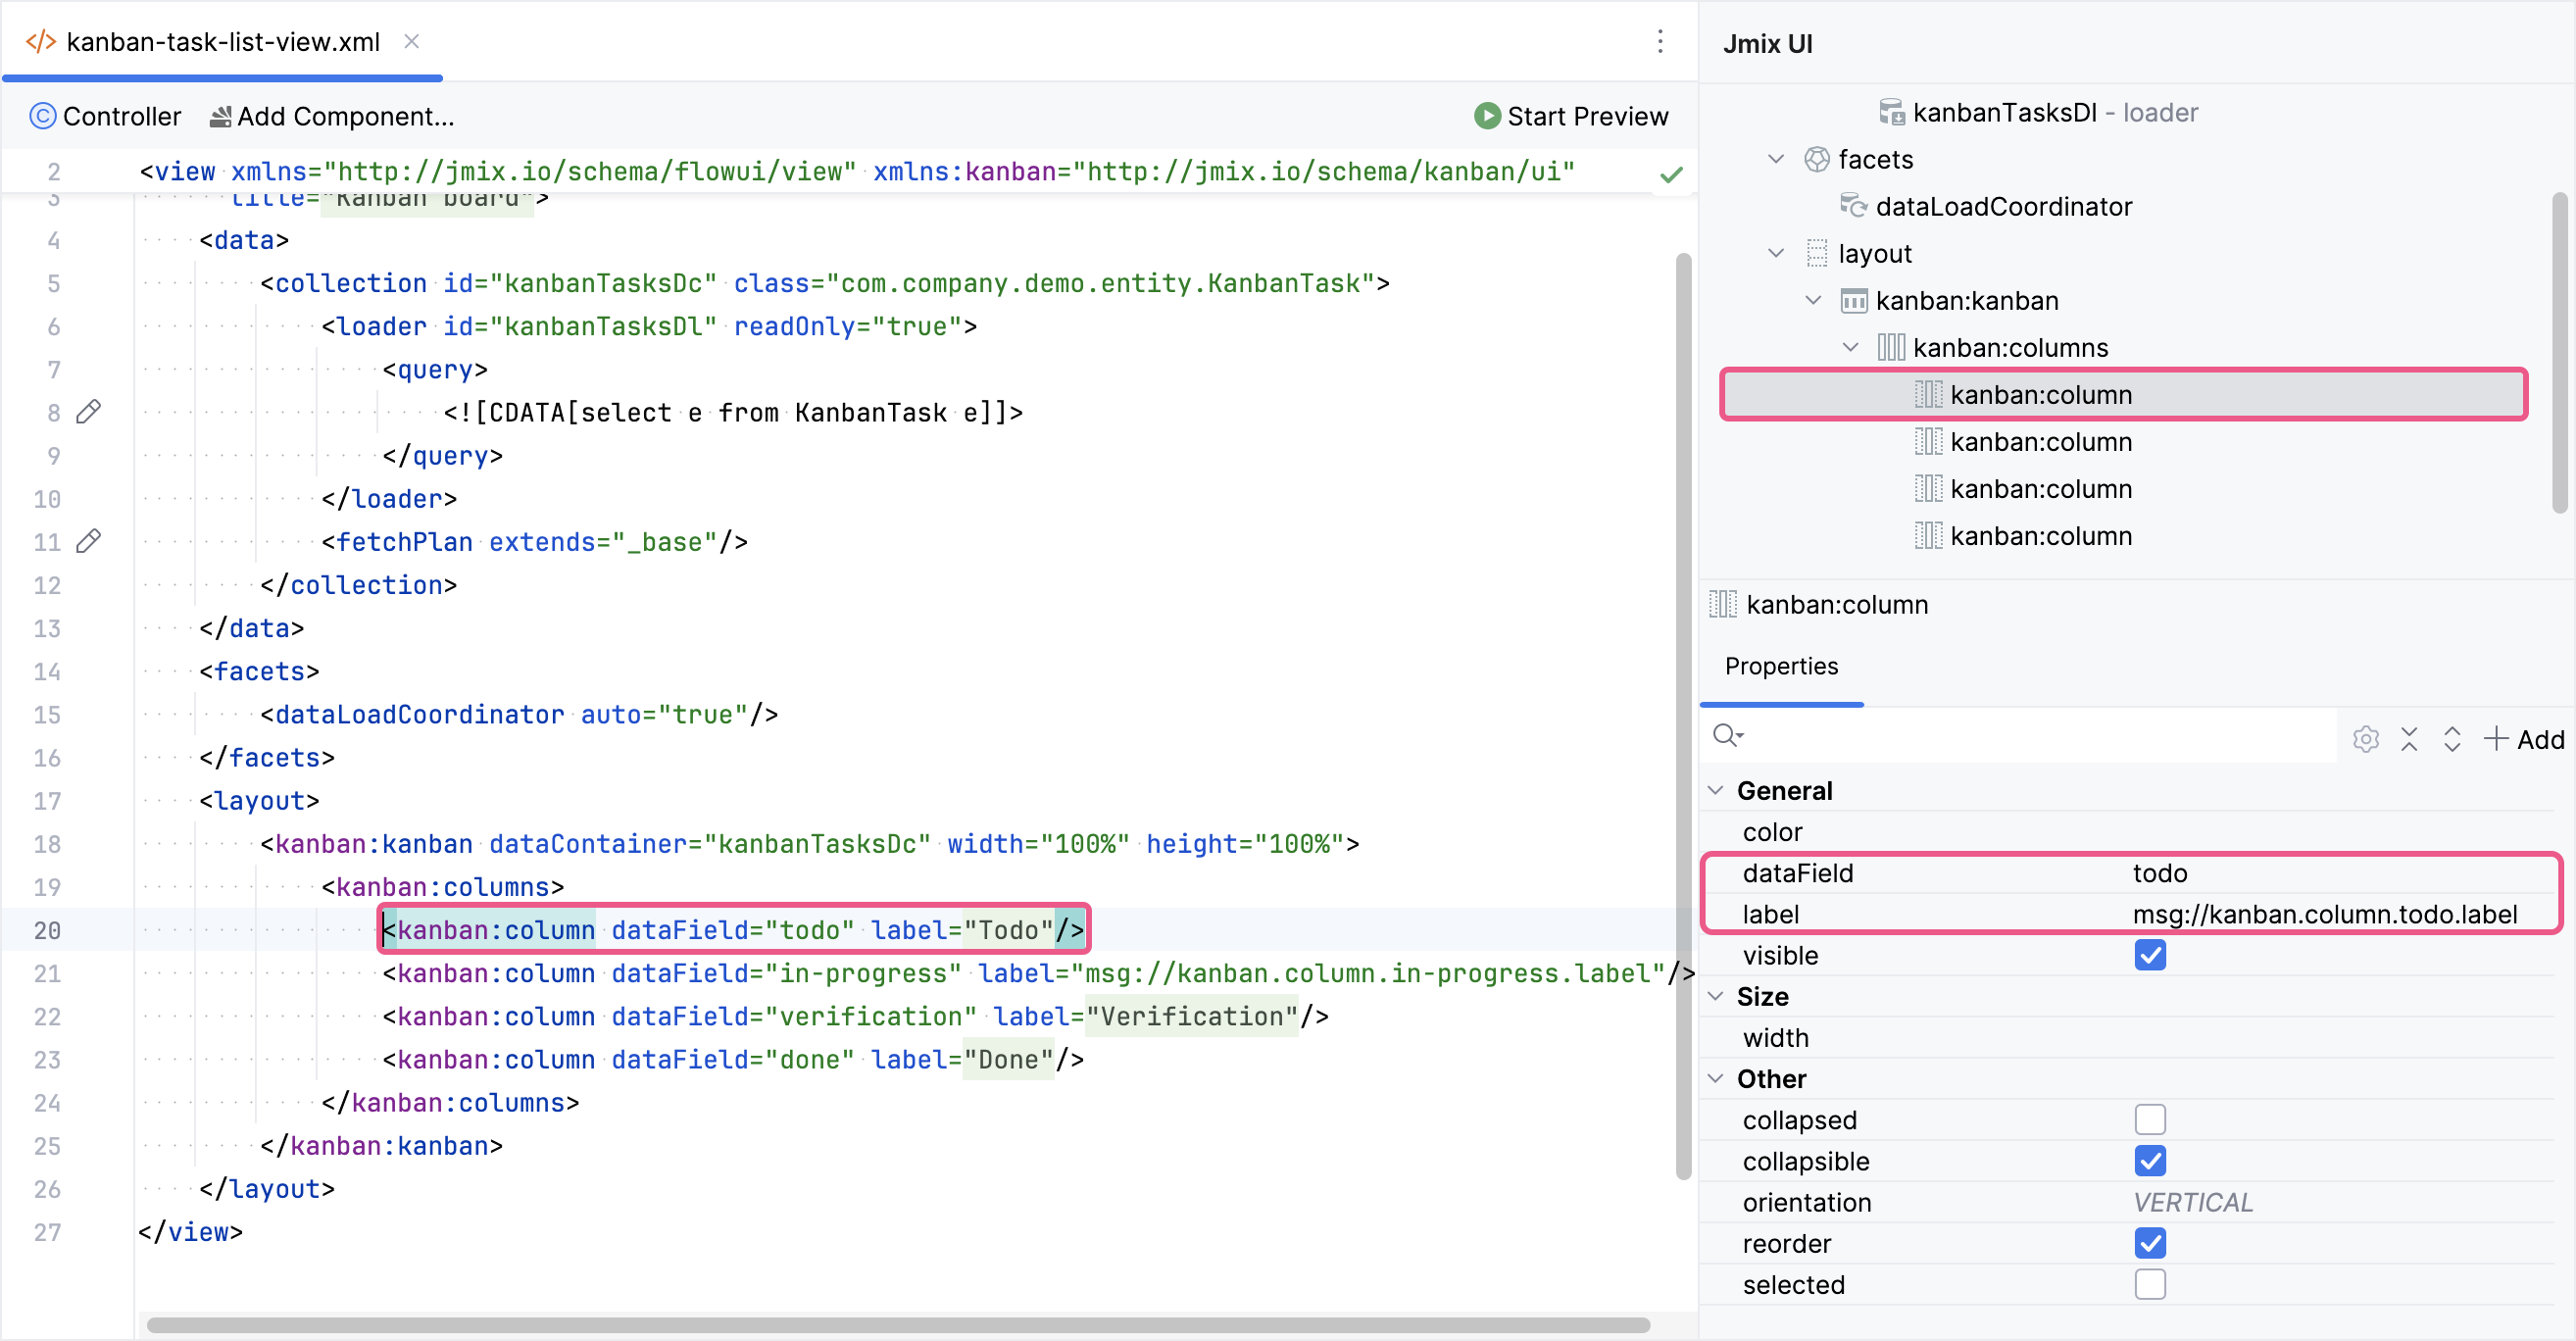 kanban-task-list-view.xml
Controller
Add Component...
Start Preview
2 <view xmlns="http://jmix.io/schema/flowui/view" xmlns:kanban="http://jmix.io/schema/kanban/ui"
3 title="Kanban board">
4 <data>
5 <collection id="kanbanTasksDc" class="com.company.demo.entity.KanbanTask">
6 <loader id="kanbanTasksDl" readOnly="true">
7 <query>
8 <![CDATA[select e from KanbanTask e]]>
9 </query>
10 </loader>
11 <fetchPlan extends="_base"/>
12 </collection>
13 </data>
14 <facets>
15 <dataLoadCoordinator auto="true"/>
16 </facets>
17 <layout>
18 <kanban:kanban dataContainer="kanbanTasksDc" width="100%" height="100%">
19 <kanban:columns>
20 <kanban:column dataField="todo" label="Todo"/>
21 <kanban:column dataField="in-progress" label="msg://kanban.column.in-progress.label"/>
22 <kanban:column dataField="verification" label="Verification"/>
23 <kanban:column dataField="done" label="Done"/>
24 </kanban:columns>
25 </kanban:kanban>
26 </layout>
27 </view>
Jmix UI
kanbanTasksDl - loader
facets
dataLoadCoordinator
layout
kanban:kanban
kanban:columns
kanban:column
kanban:column
kanban:column
kanban:column
kanban:column
Properties
Add
General
color
dataField todo
label msg://kanban.column.todo.label
visible
Size
width
Other
collapsed
collapsible
orientation VERTICAL
reorder
selected